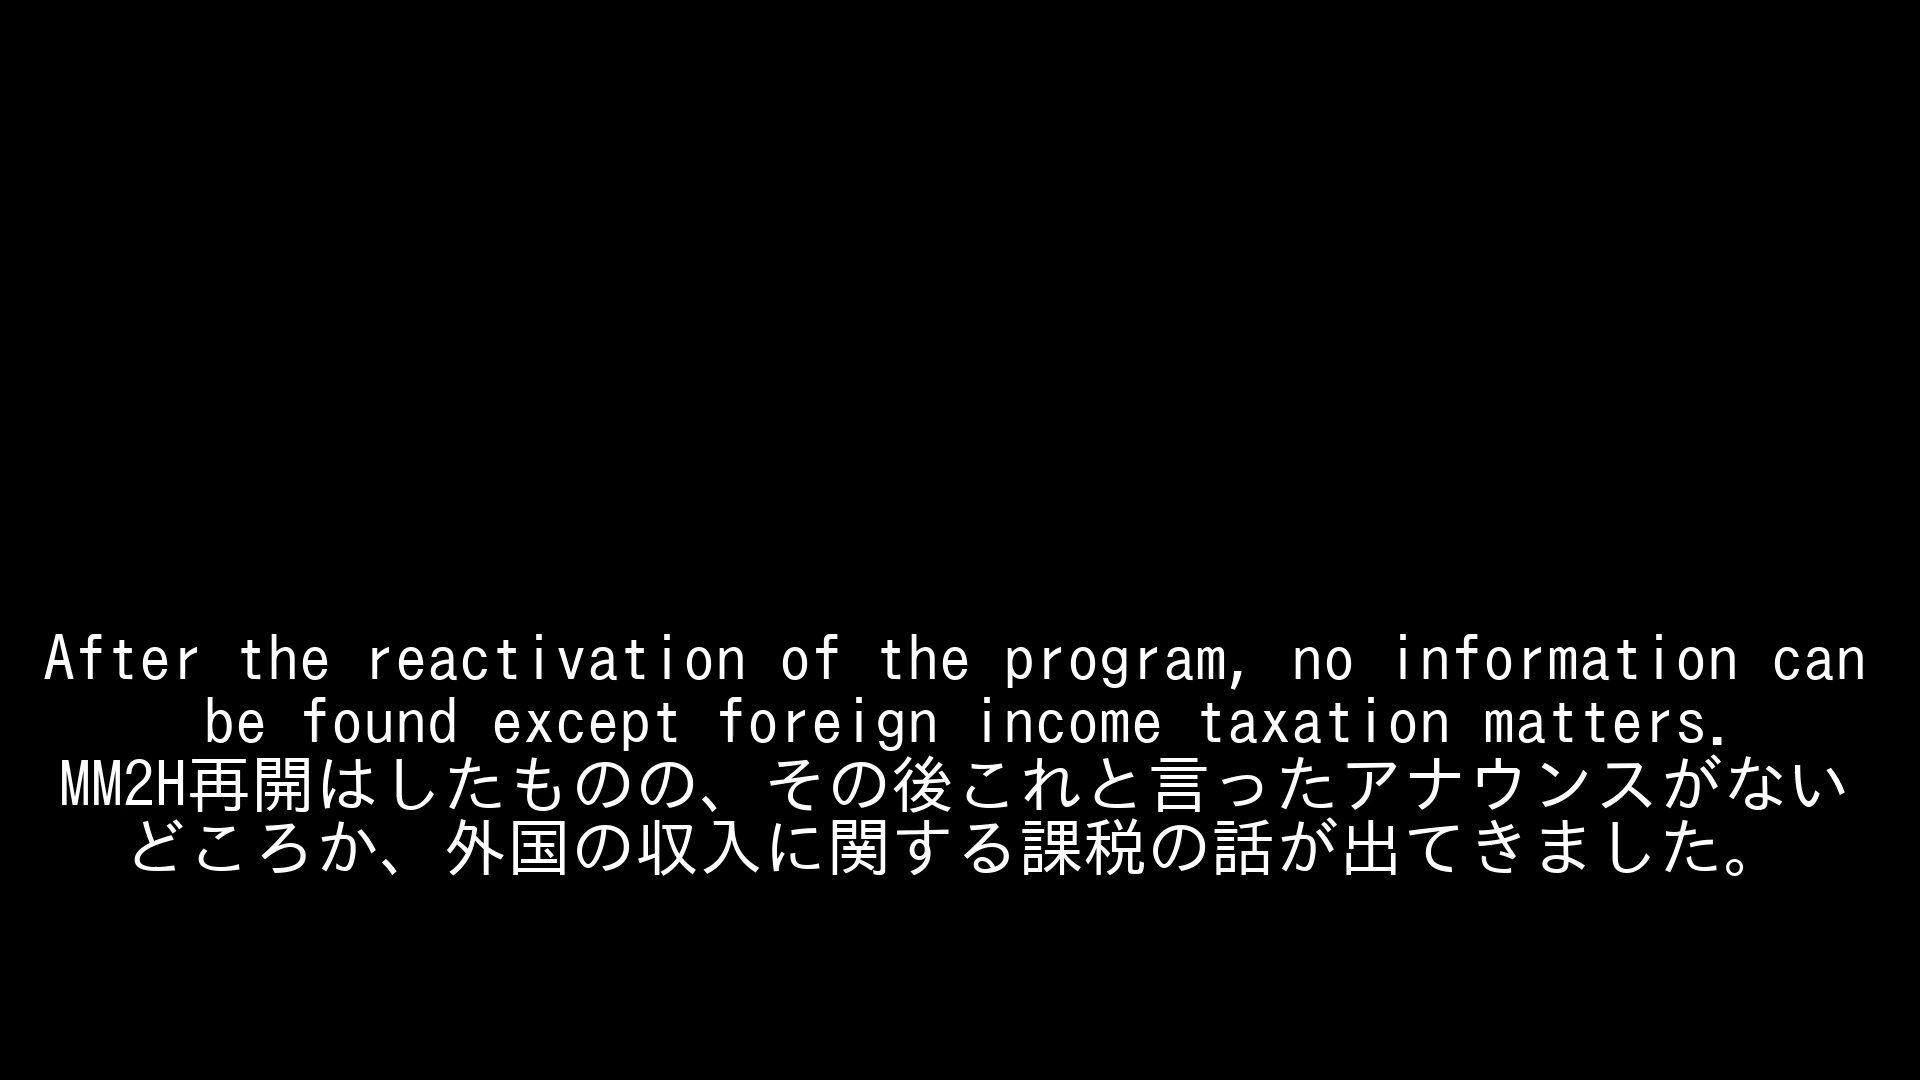 After the reactivation of the program, no information can
be found except foreign income taxation matters.
MM2H再開はしたものの、その後これと言ったアナウンスがない
どころか、外国の収入に関する課税の話が出てきました。